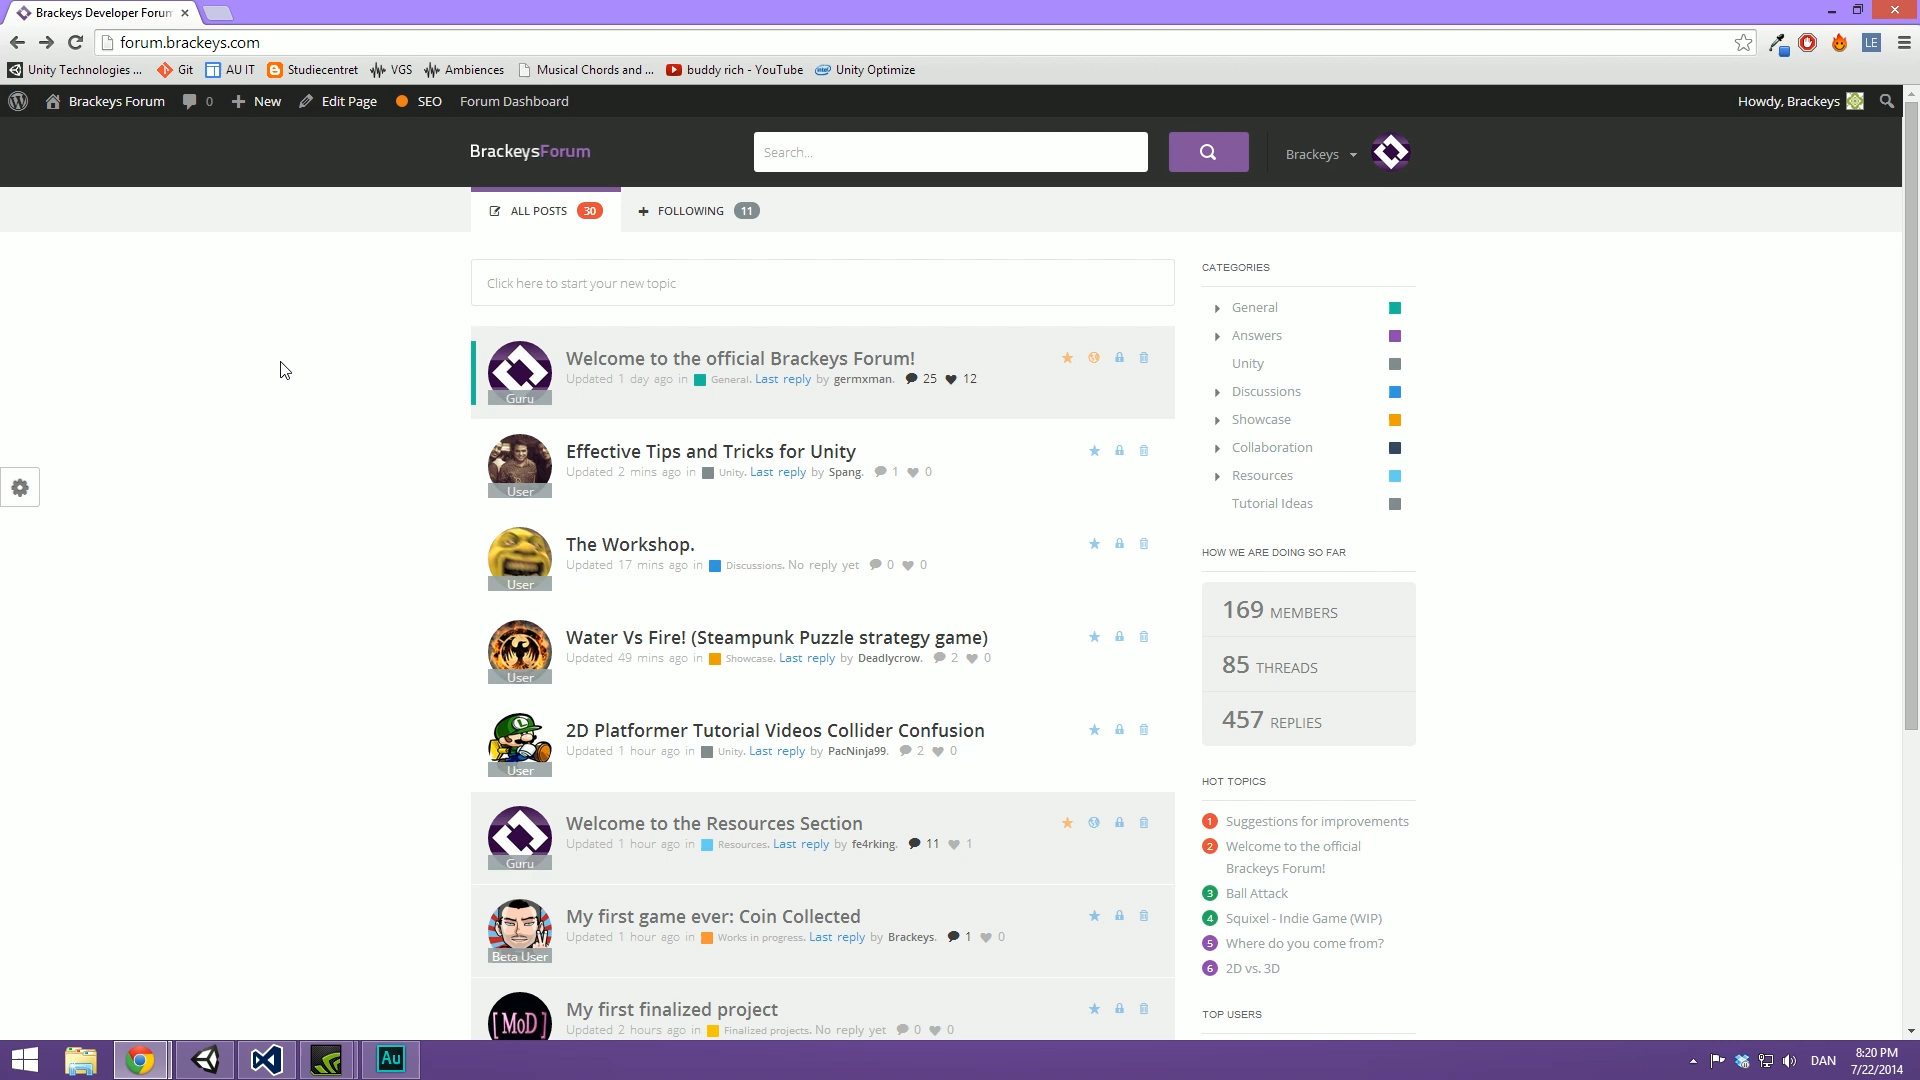 Brackeys Developer Forum
forum.brackeys.com
LE
Unity Technologies ... Git AU IT Studiecentret VGS Ambiences Musical Chords and ... buddy rich - YouTube Unity Optimize
Brackeys Forum 0 New Edit Page SEO Forum Dashboard Howdy, Brackeys
BrackeysForum Search... Brackeys
ALL POSTS 30 FOLLOWING 11
Click here to start your new topic
Welcome to the official Brackeys Forum!
Updated 1 day ago in General. Last reply by germxman. 25 12
Guru
Effective Tips and Tricks for Unity
Updated 2 mins ago in Unity. Last reply by Spang. 1 0
User
The Workshop.
Updated 17 mins ago in Discussions. No reply yet 0 0
User
Water Vs Fire! (Steampunk Puzzle strategy game)
Updated 49 mins ago in Showcase. Last reply by Deadlycrow. 2 0
User
2D Platformer Tutorial Videos Collider Confusion
Updated 1 hour ago in Unity. Last reply by PacNinja99. 2 0
User
Welcome to the Resources Section
Updated 1 hour ago in Resources. Last reply by fe4rking. 11 1
Guru
My first game ever: Coin Collected
Updated 1 hour ago in Works in progress. Last reply by Brackeys. 1 0
Beta User
My first finalized project
[MoD]
Updated 2 hours ago in Finalized projects. No reply yet 0 0
CATEGORIES
General
Answers
Unity
Discussions
Showcase
Collaboration
Resources
Tutorial Ideas
HOW WE ARE DOING SO FAR
169 MEMBERS
85 THREADS
457 REPLIES
HOT TOPICS
1 Suggestions for improvements
2 Welcome to the official
Brackeys Forum!
3 Ball Attack
4 Squixel - Indie Game (WIP)
5 Where do you come from?
6 2D vs. 3D
TOP USERS
Au
DAN
8:20 PM
7/22/2014